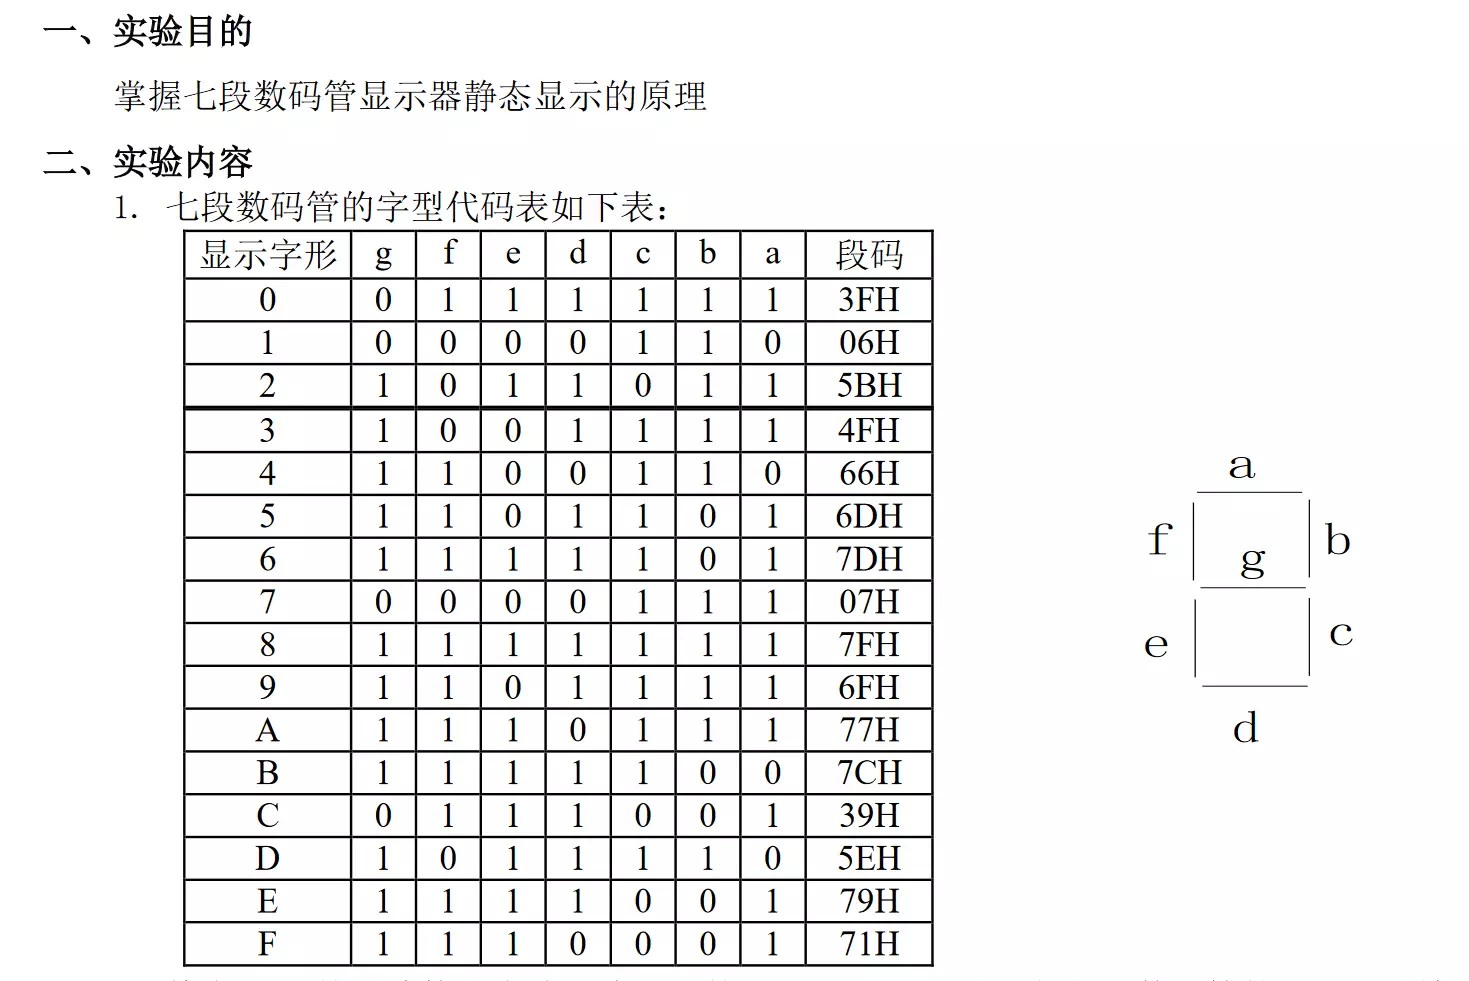 一、实验目的
掌握七段数码管显示器静态显示的原理
二、实验内容
1. 七段数码管的字型代码表如下表：
显示字形 g f e d c b a 段码
0 0 1 1 1 1 1 1 3FH
1 0 0 0 0 1 1 0 06H
2 1 0 1 1 0 1 1 5BH
3 1 0 0 1 1 1 1 4FH
4 1 1 0 0 1 1 0 66H
5 1 1 0 1 1 0 1 6DH
6 1 1 1 1 1 0 1 7DH
7 0 0 0 0 1 1 1 07H
8 1 1 1 1 1 1 1 7FH
9 1 1 0 1 1 1 1 6FH
A 1 1 1 0 1 1 1 77H
B 1 1 1 1 1 0 0 7CH
C 0 1 1 1 0 0 1 39H
D 1 0 1 1 1 1 0 5EH
E 1 1 1 1 0 0 1 79H
F 1 1 1 0 0 0 1 71H
a
f b
g
e c
d